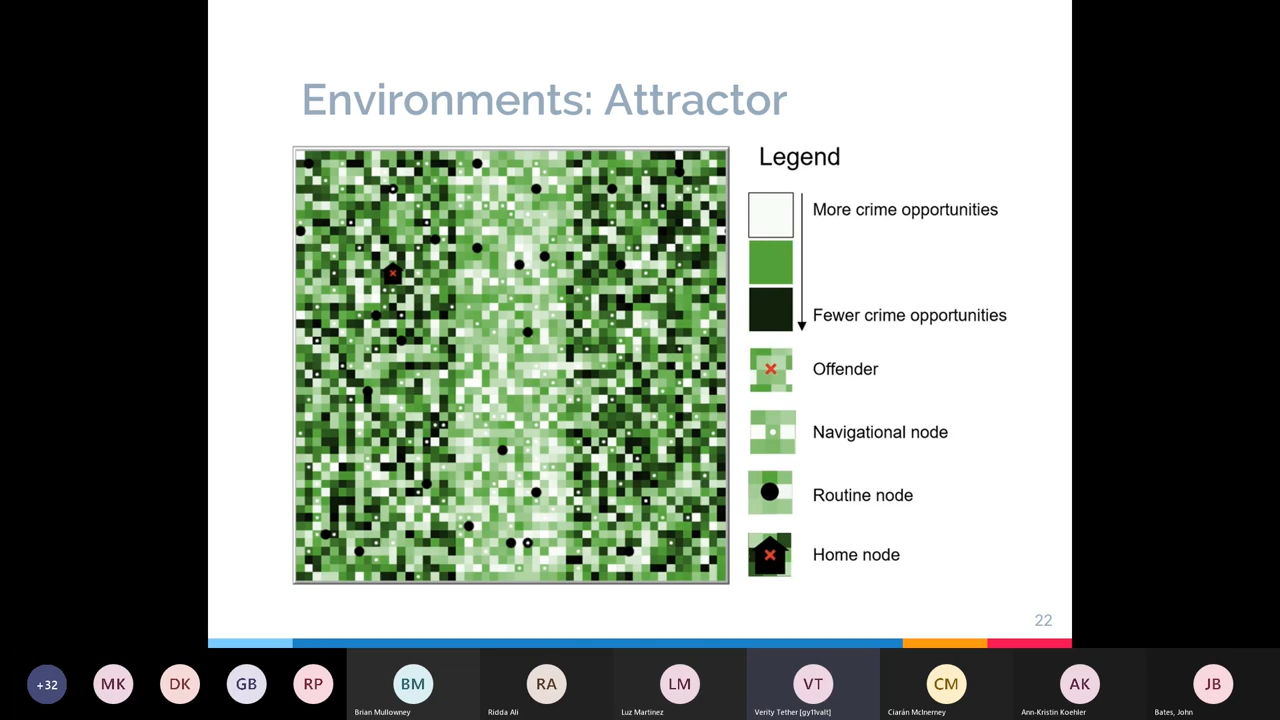 Environments: Attractor
Legend
More crime opportunities
Fewer crime opportunities
Offender
Navigational node
Routine node
Home node
22
+32
MK
DK
GB
RP
BM
RA
LM
VT
CM
AK
JB
Brian Mullowney
Ridda Ali
Luz Martinez
Verity Tether [gy11valt]
Ciarán McInerney
Ann-Kristin Koehler
Bates, John